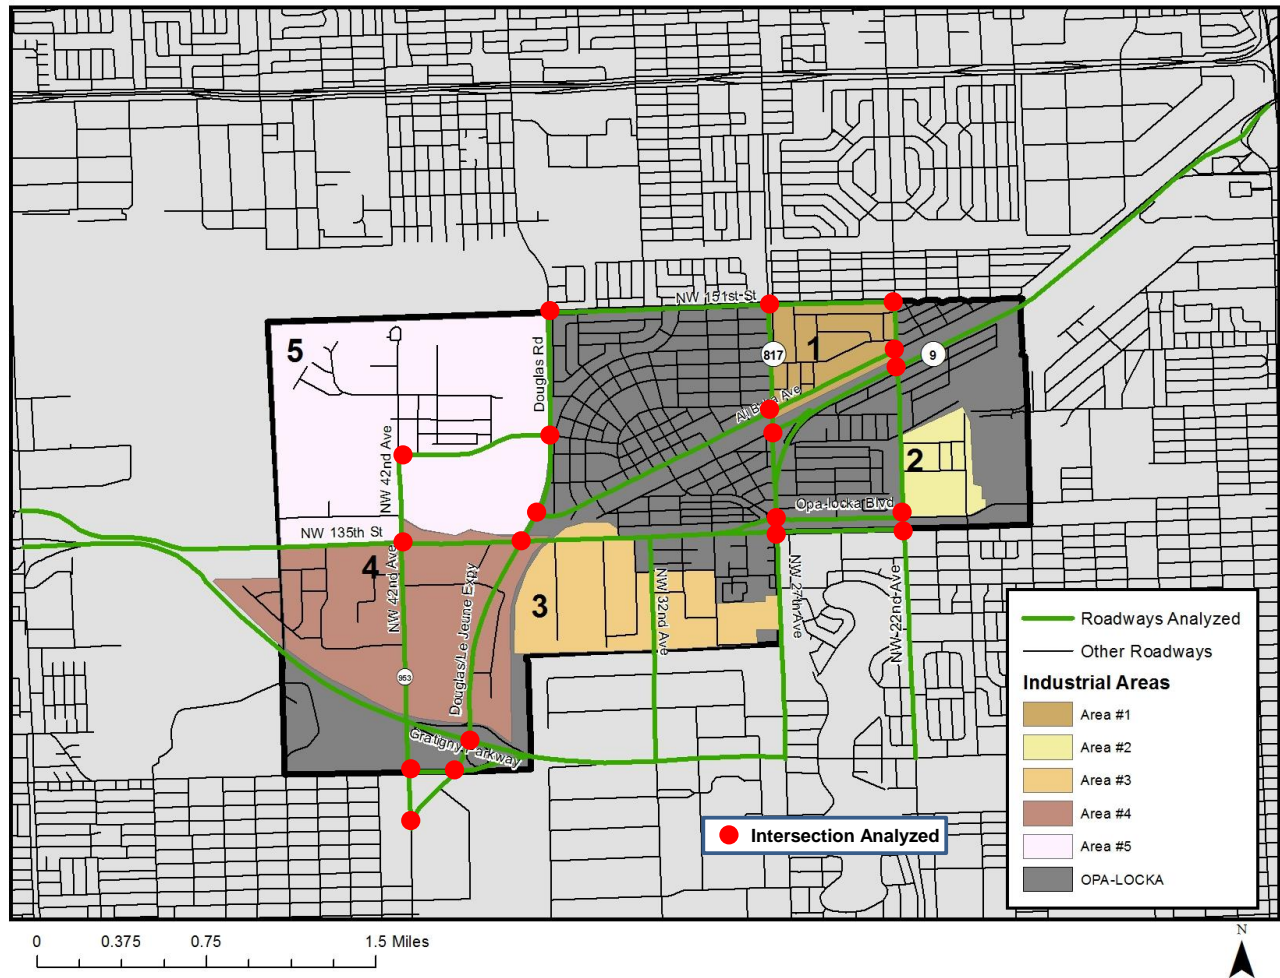 NW 151st St
5
Douglas Rd
817
1
9
Ali Baba Ave
NW 42nd Ave
2
Opa-locka Blvd
NW 135th St
4
NW 42nd Ave
Douglas/Le Jeune Expy
3
NW 32nd Ave
NW 27th Ave
NW 22nd Ave
953
Gratigny Parkway
Roadways Analyzed
Other Roadways
Industrial Areas
Area #1
Area #2
Area #3
Area #4
Area #5
OPA-LOCKA
Intersection Analyzed
0 0.375 0.75 1.5 Miles
N